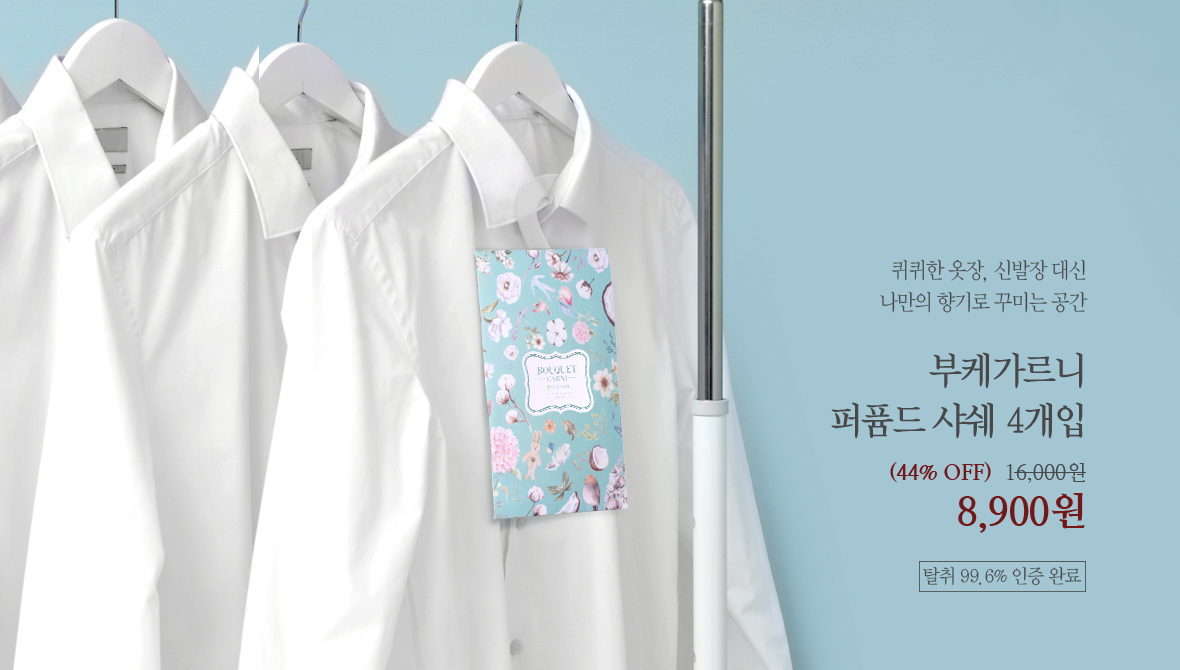 BOUQUET
GARNI
퀴퀴한 옷장, 신발장 대신
나만의 향기로 꾸미는 공간
부케가르니
퍼퓸드 샤쉐 4개입
(44% OFF) 16,000원
8,900원
탈취 99.6% 인증 완료